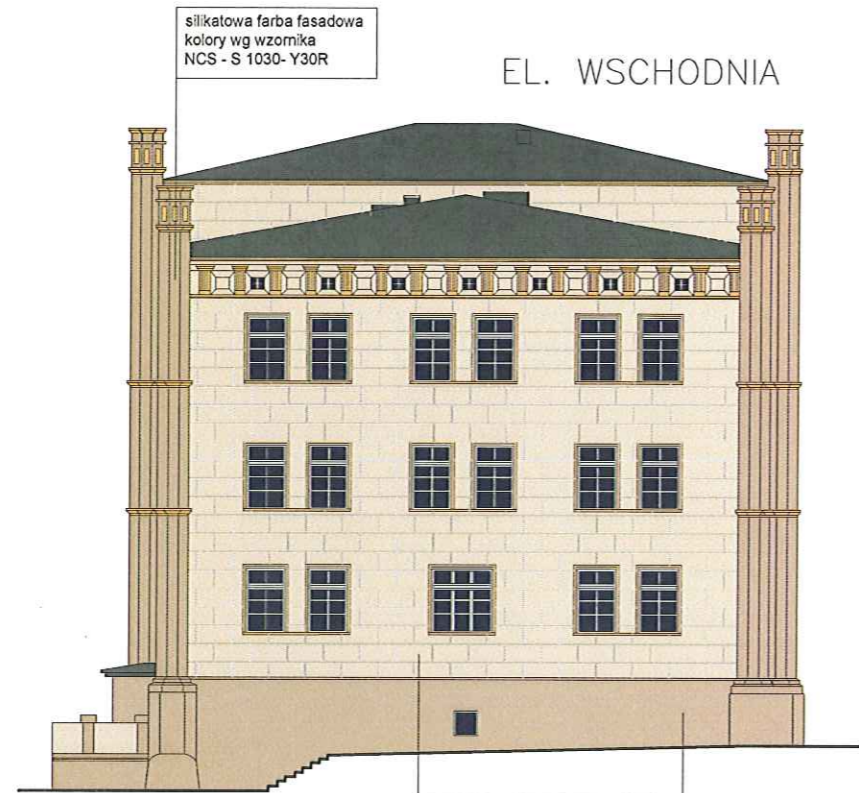 silikatowa farba fasadowa
kolory wg wzornika
NCS - S 1030- Y30R
EL. WSCHODNIA